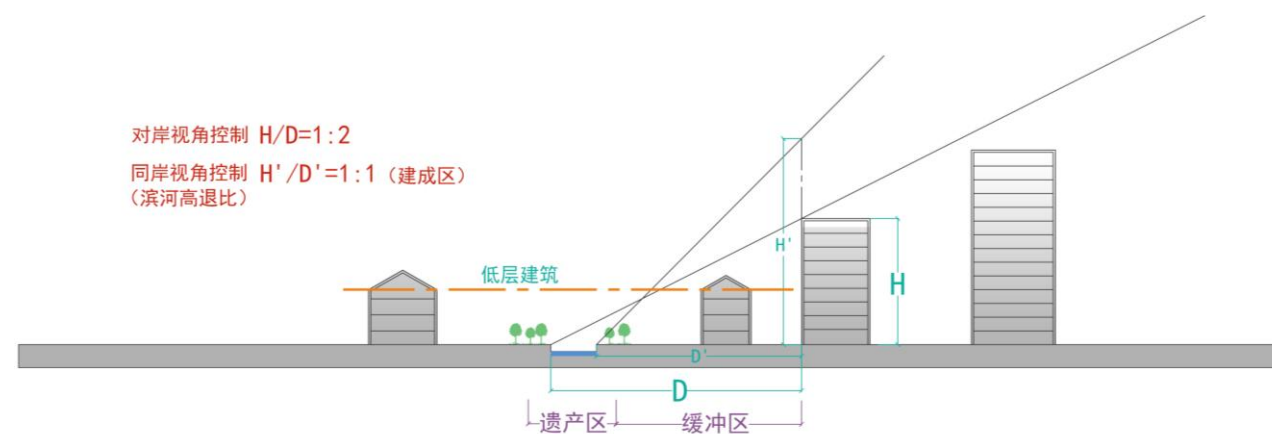 对岸视角控制 H/D=1:2
同岸视角控制 H'/D'=1:1（建成区）
（滨河高退比）
低层建筑
H'
H
D'
D
遗产区
缓冲区